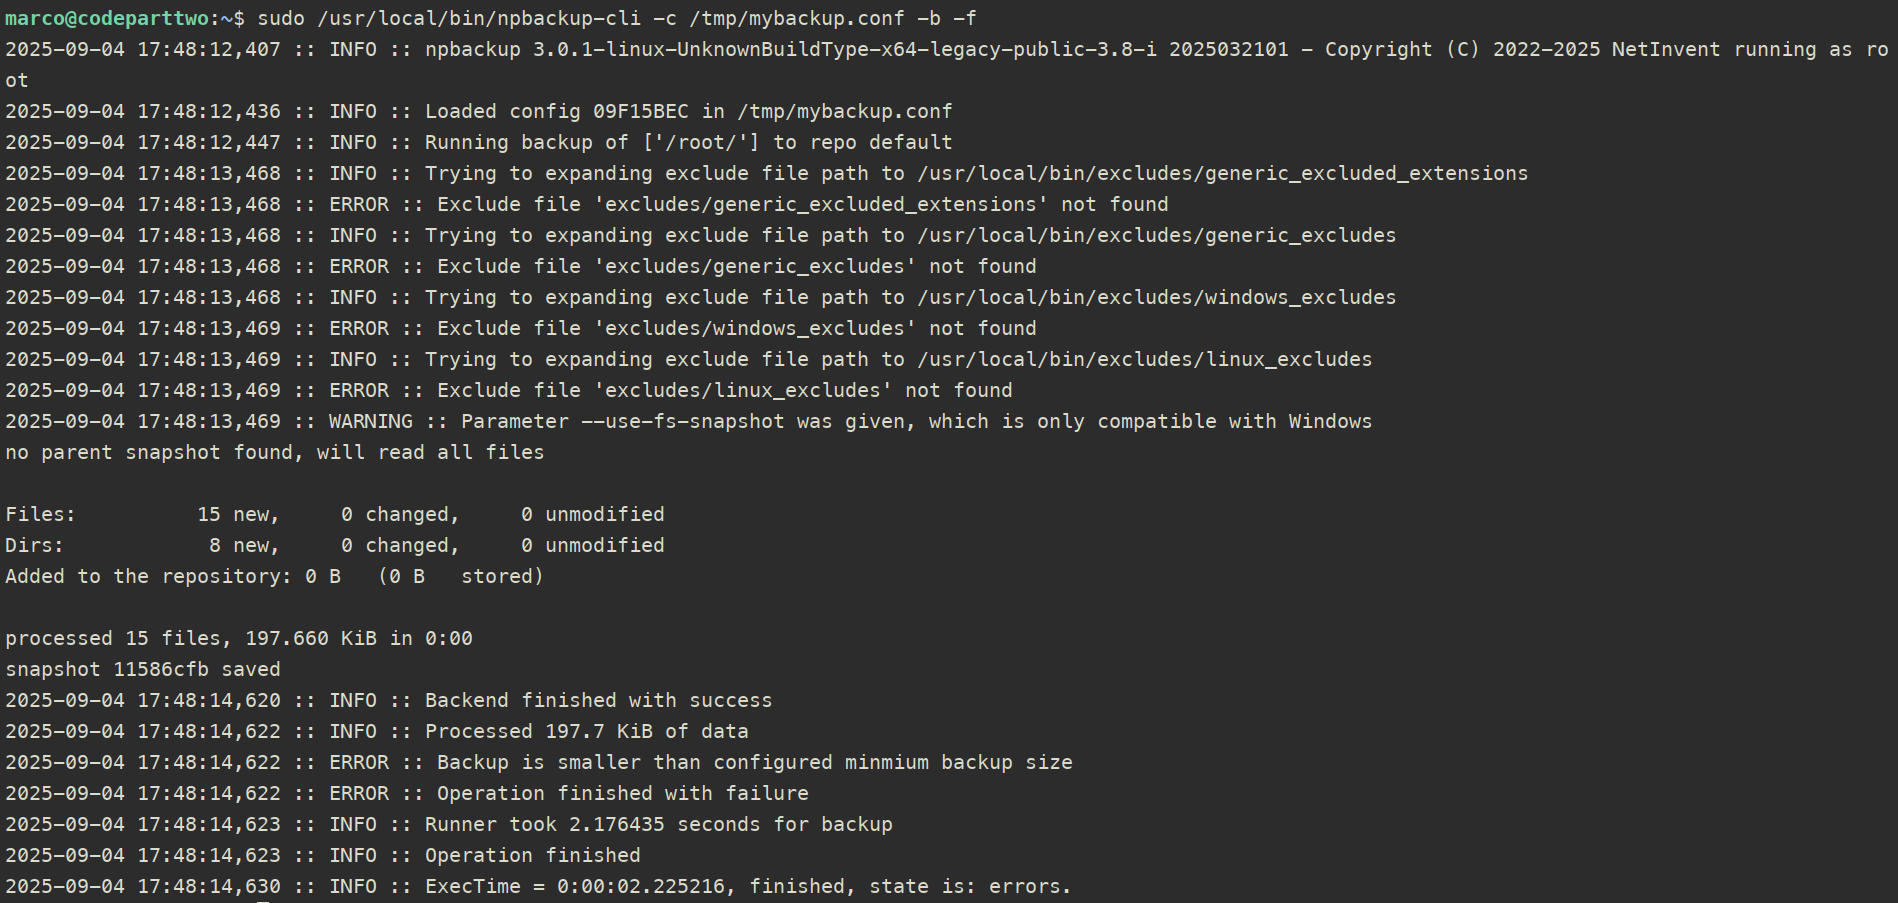 marco@codeparttwo:~$ sudo /usr/local/bin/npbackup-cli -c /tmp/mybackup.conf -b -f
2025-09-04 17:48:12,407 :: INFO :: npbackup 3.0.1-linux-UnknownBuildType-x64-legacy-public-3.8-i 2025032101 - Copyright (C) 2022-2025 NetInvent running as ro
ot
2025-09-04 17:48:12,436 :: INFO :: Loaded config 09F15BEC in /tmp/mybackup.conf
2025-09-04 17:48:12,447 :: INFO :: Running backup of ['/root/'] to repo default
2025-09-04 17:48:13,468 :: INFO :: Trying to expanding exclude file path to /usr/local/bin/excludes/generic_excluded_extensions
2025-09-04 17:48:13,468 :: ERROR :: Exclude file 'excludes/generic_excluded_extensions' not found
2025-09-04 17:48:13,468 :: INFO :: Trying to expanding exclude file path to /usr/local/bin/excludes/generic_excludes
2025-09-04 17:48:13,468 :: ERROR :: Exclude file 'excludes/generic_excludes' not found
2025-09-04 17:48:13,468 :: INFO :: Trying to expanding exclude file path to /usr/local/bin/excludes/windows_excludes
2025-09-04 17:48:13,469 :: ERROR :: Exclude file 'excludes/windows_excludes' not found
2025-09-04 17:48:13,469 :: INFO :: Trying to expanding exclude file path to /usr/local/bin/excludes/linux_excludes
2025-09-04 17:48:13,469 :: ERROR :: Exclude file 'excludes/linux_excludes' not found
2025-09-04 17:48:13,469 :: WARNING :: Parameter --use-fs-snapshot was given, which is only compatible with Windows
no parent snapshot found, will read all files
Files:          15 new,     0 changed,     0 unmodified
Dirs:            8 new,     0 changed,     0 unmodified
Added to the repository: 0 B   (0 B   stored)
processed 15 files, 197.660 KiB in 0:00
snapshot 11586cfb saved
2025-09-04 17:48:14,620 :: INFO :: Backend finished with success
2025-09-04 17:48:14,622 :: INFO :: Processed 197.7 KiB of data
2025-09-04 17:48:14,622 :: ERROR :: Backup is smaller than configured minmium backup size
2025-09-04 17:48:14,622 :: ERROR :: Operation finished with failure
2025-09-04 17:48:14,623 :: INFO :: Runner took 2.176435 seconds for backup
2025-09-04 17:48:14,623 :: INFO :: Operation finished
2025-09-04 17:48:14,630 :: INFO :: ExecTime = 0:00:02.225216, finished, state is: errors.